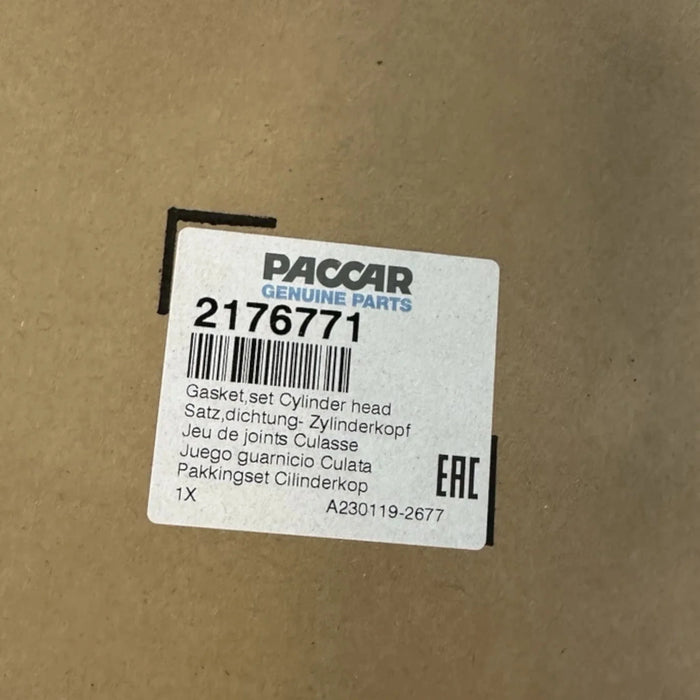 PACCAR
GENUINE PARTS
2176771
Gasket,set Cylinder head
Satz,dichtung- Zylinderkopf
Jeu de joints Culasse
Juego guarnicio Culata
Pakkingset Cilinderkop
1X
A230119-2677
EAC